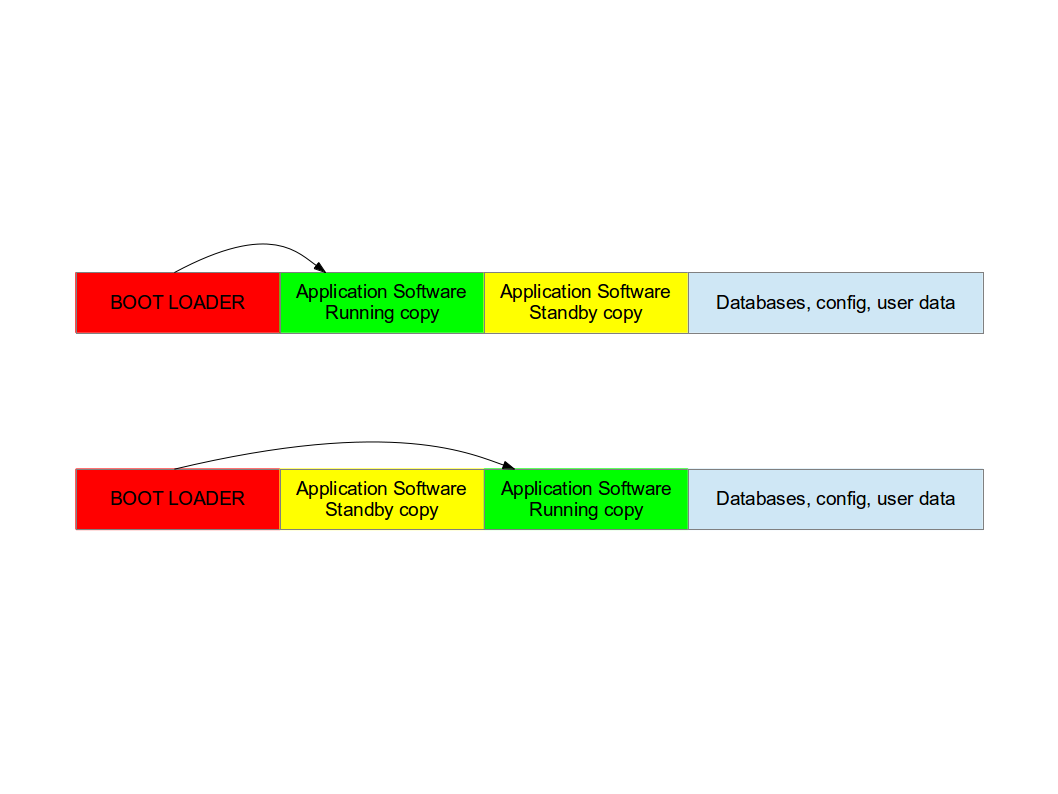 BOOT LOADER
Application Software
Running copy
Application Software
Standby copy
Databases, config, user data
BOOT LOADER
Application Software
Standby copy
Application Software
Running copy
Databases, config, user data